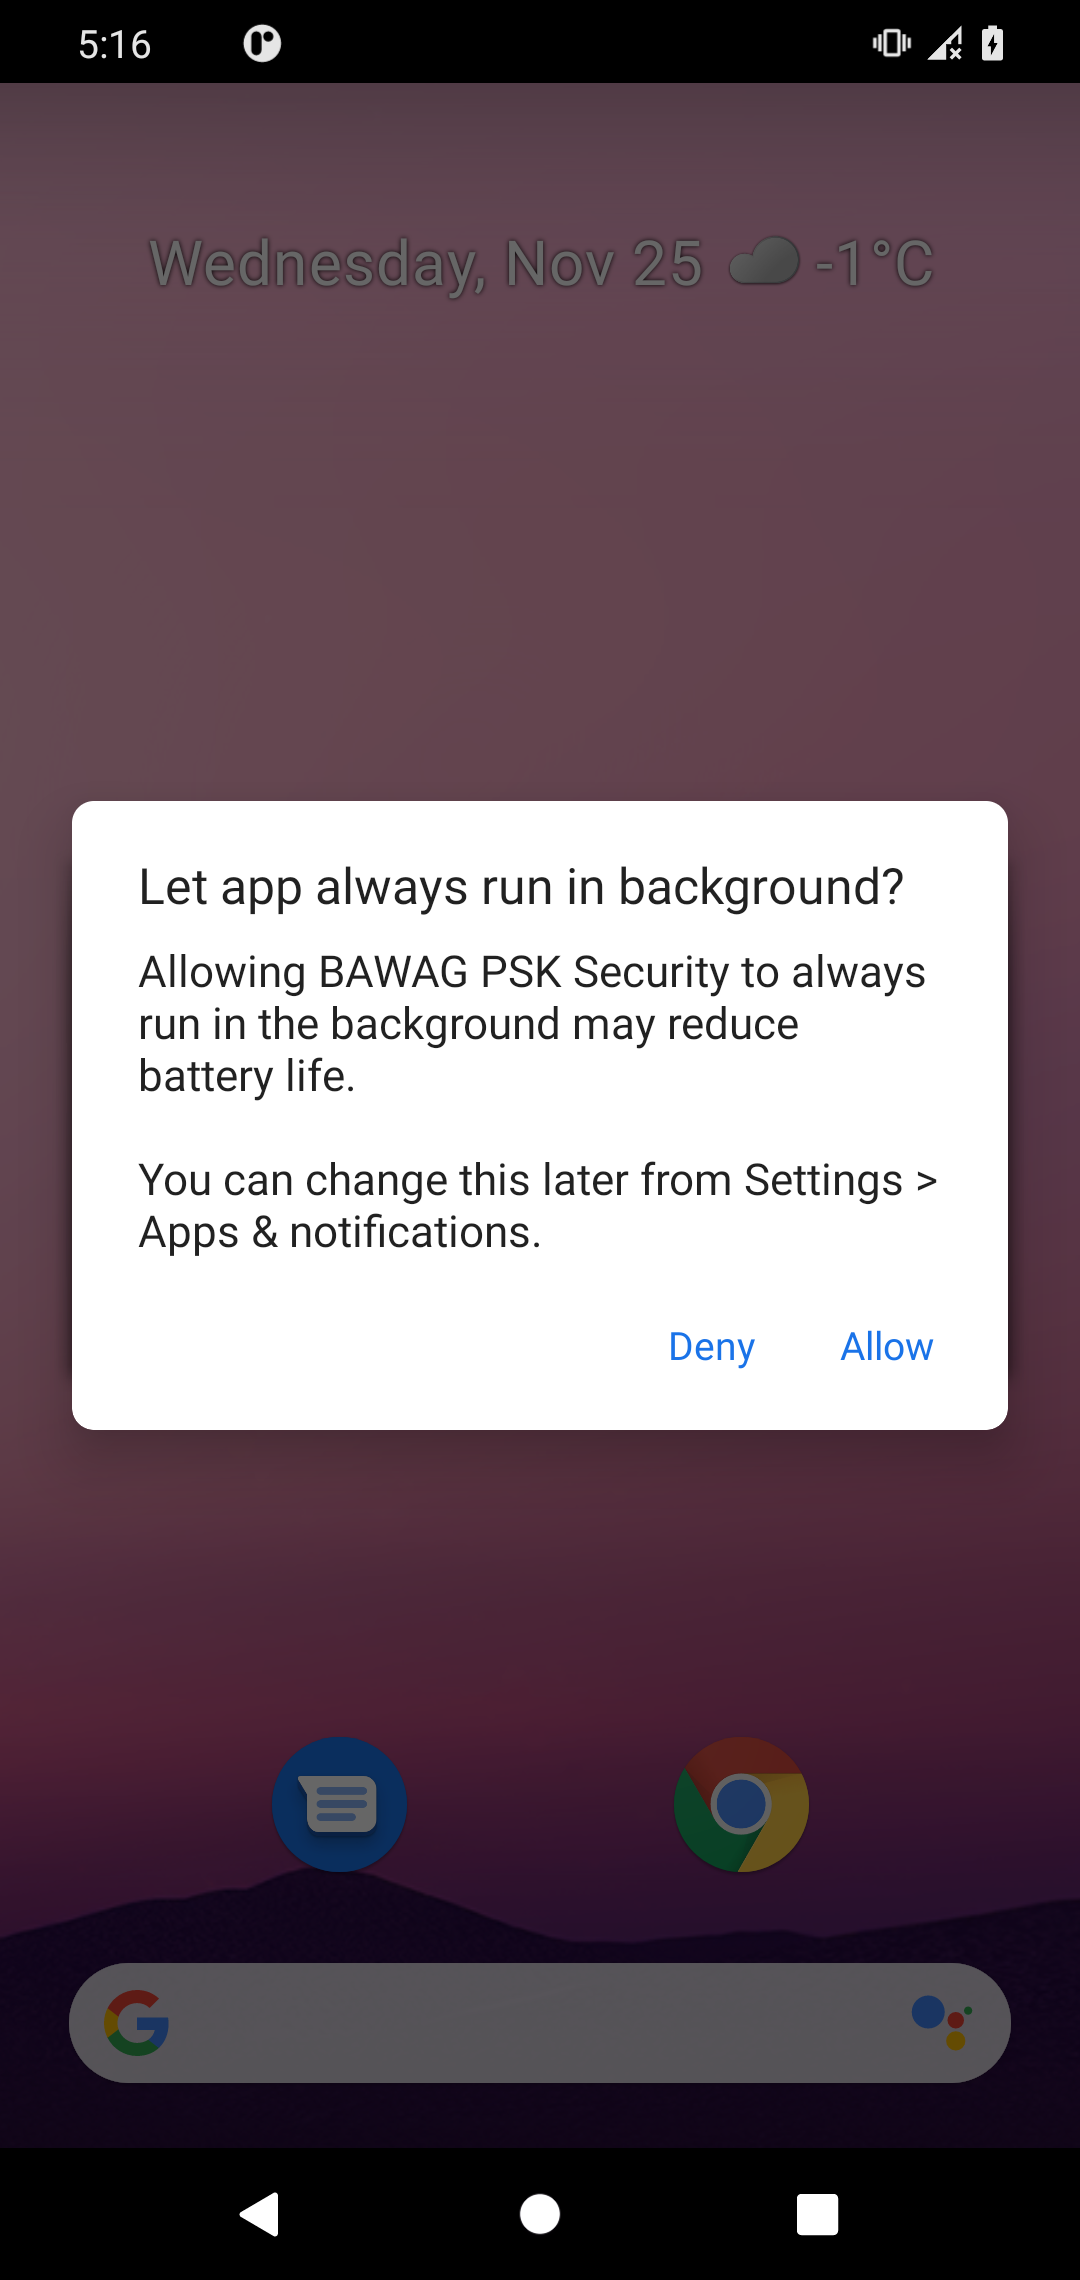 5:16
Wednesday, Nov 25 -1°C
Let app always run in background?
Allowing BAWAG PSK Security to always
run in the background may reduce
battery life.
You can change this later from Settings >
Apps & notifications.
Deny Allow